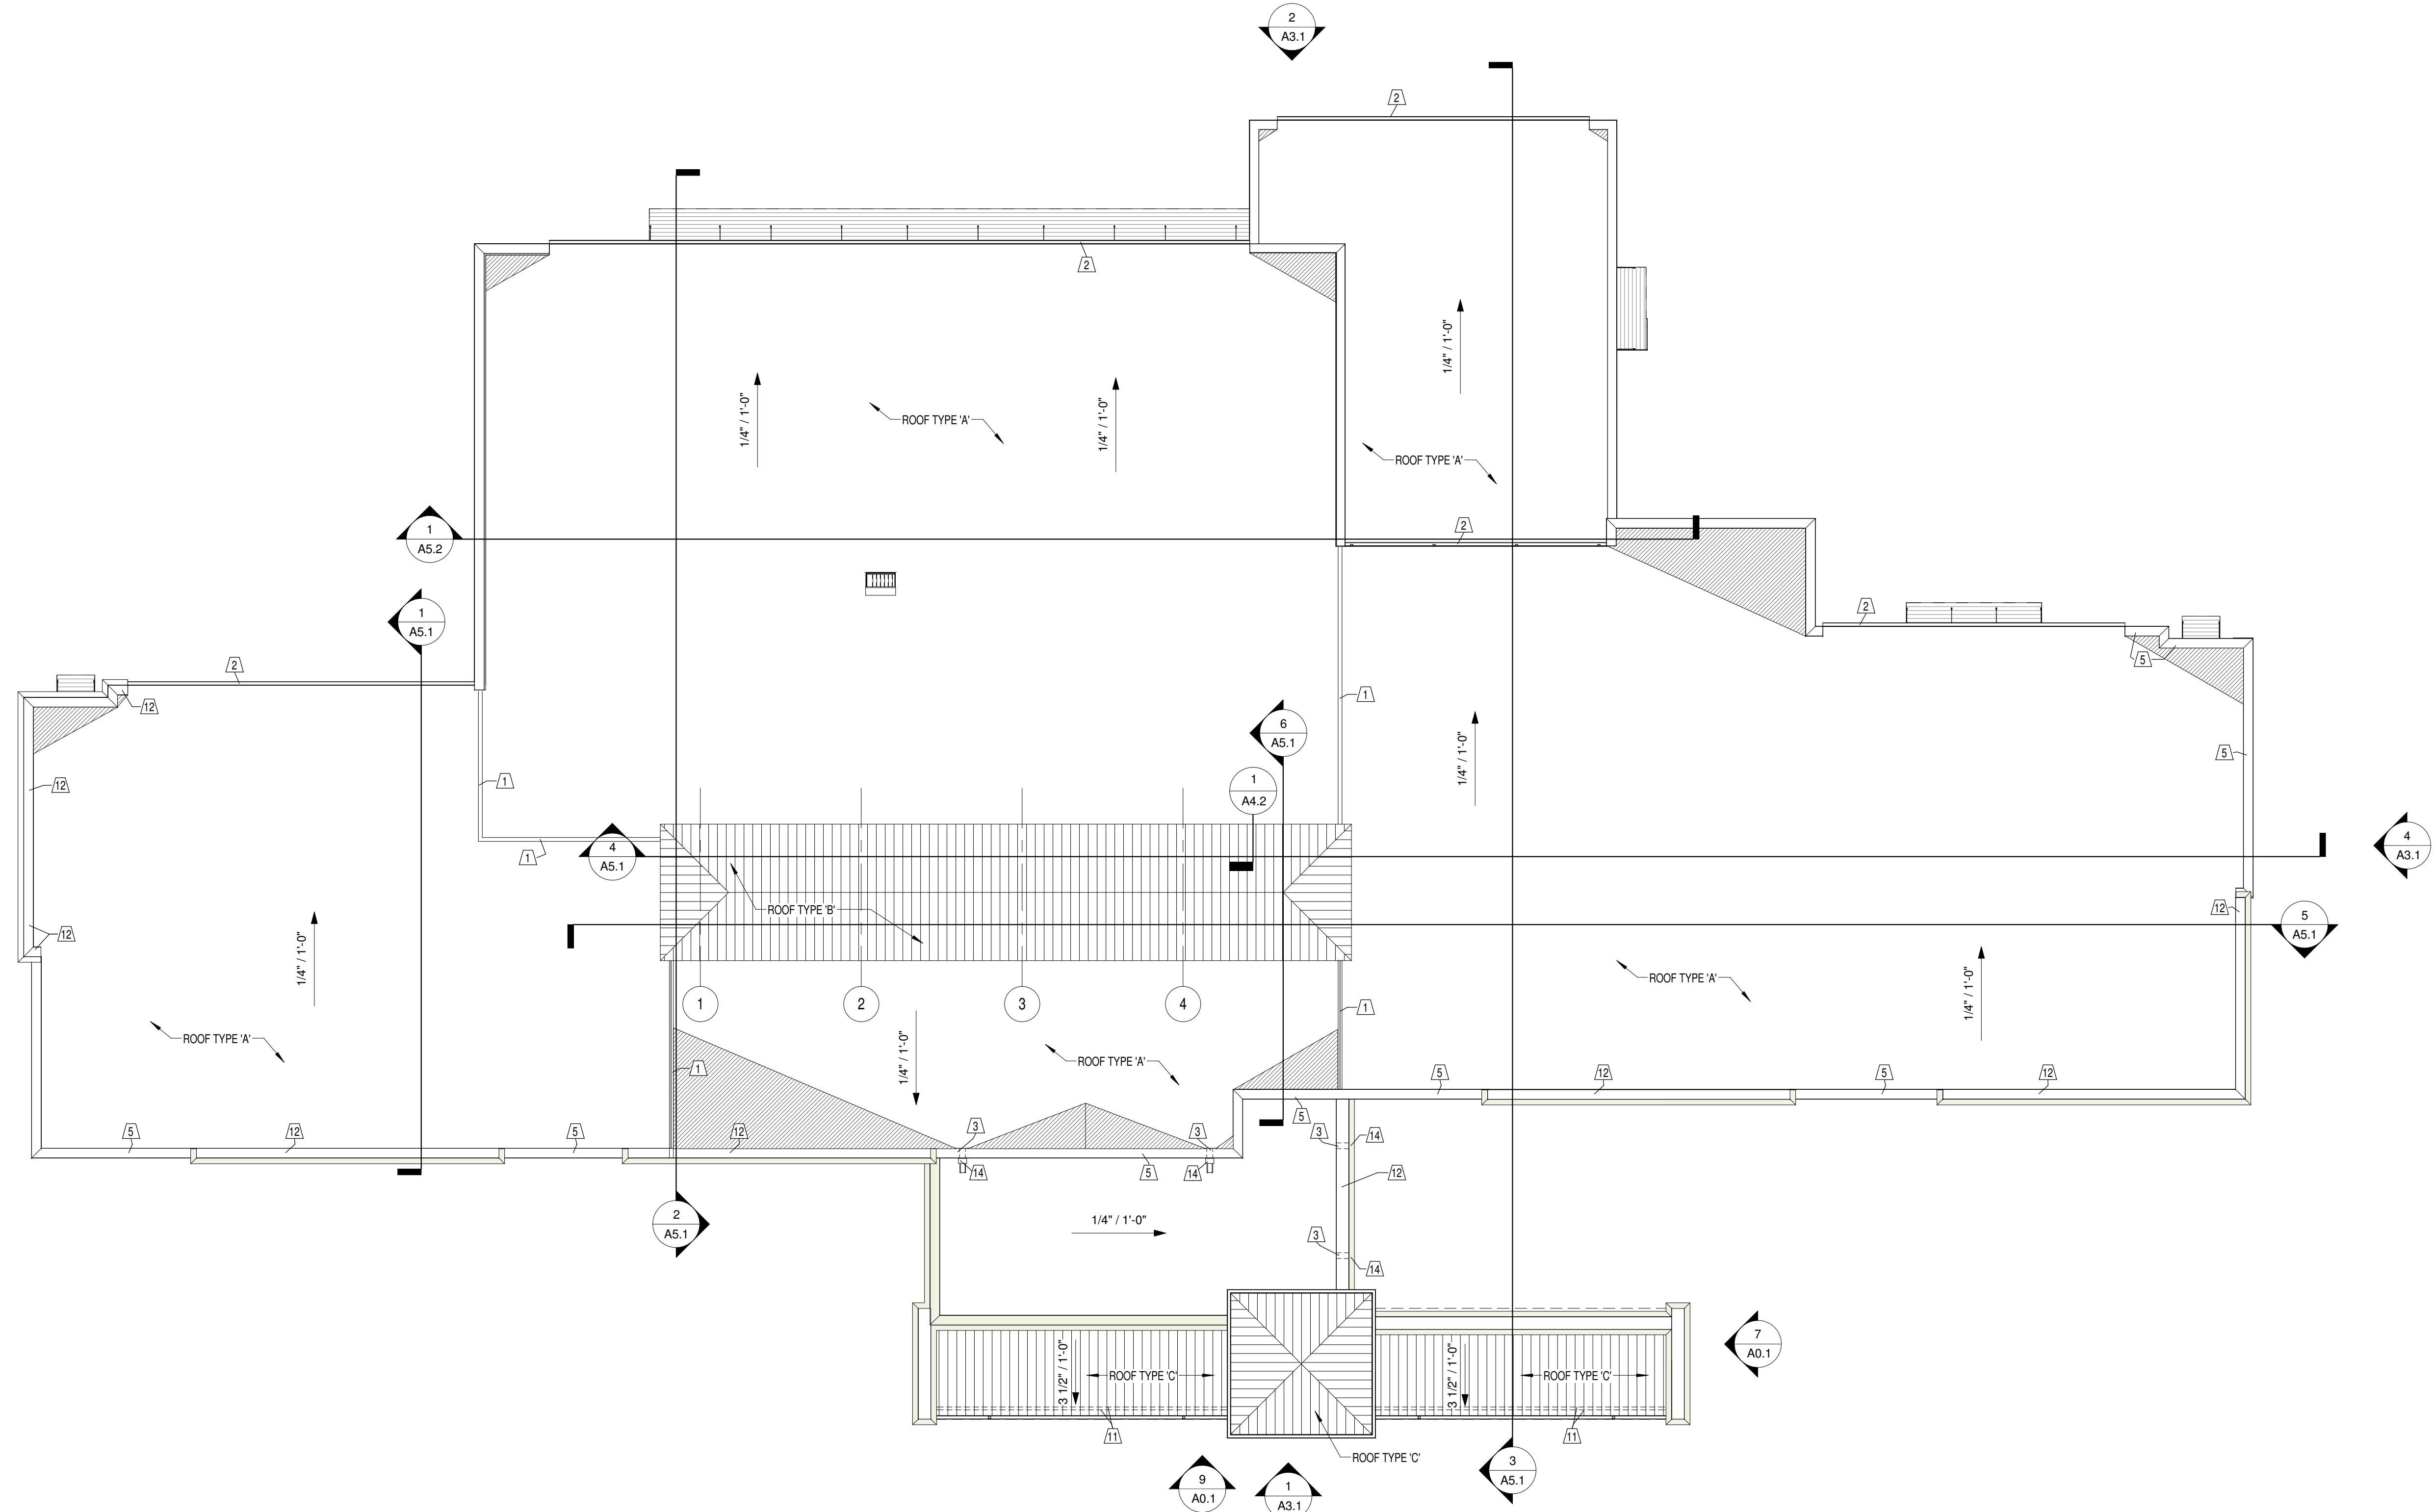 2
A3.1
2
2
1/4" / 1'-0"
1/4" / 1'-0"
1/4" / 1'-0"
ROOF TYPE 'A'
ROOF TYPE 'A'
1
A5.2
2
1
A5.1
2
2
5
12
1
6
A5.1
1/4" / 1'-0"
5
12
1
1
A4.2
1
4
A5.1
4
A3.1
ROOF TYPE 'B'
12
12
5
A5.1
1/4" / 1'-0"
ROOF TYPE 'A'
1/4" / 1'-0"
1
2
3
4
1
ROOF TYPE 'A'
1/4" / 1'-0"
ROOF TYPE 'A'
1
5
12
5
12
5
5
12
5
12
3
3
3
14
14
5
14
12
2
A5.1
1/4" / 1'-0"
3
14
7
A0.1
3 1/2" / 1'-0"
ROOF TYPE 'C'
3 1/2" / 1'-0"
ROOF TYPE 'C'
11
11
ROOF TYPE 'C'
3
A5.1
9
A0.1
1
A3.1